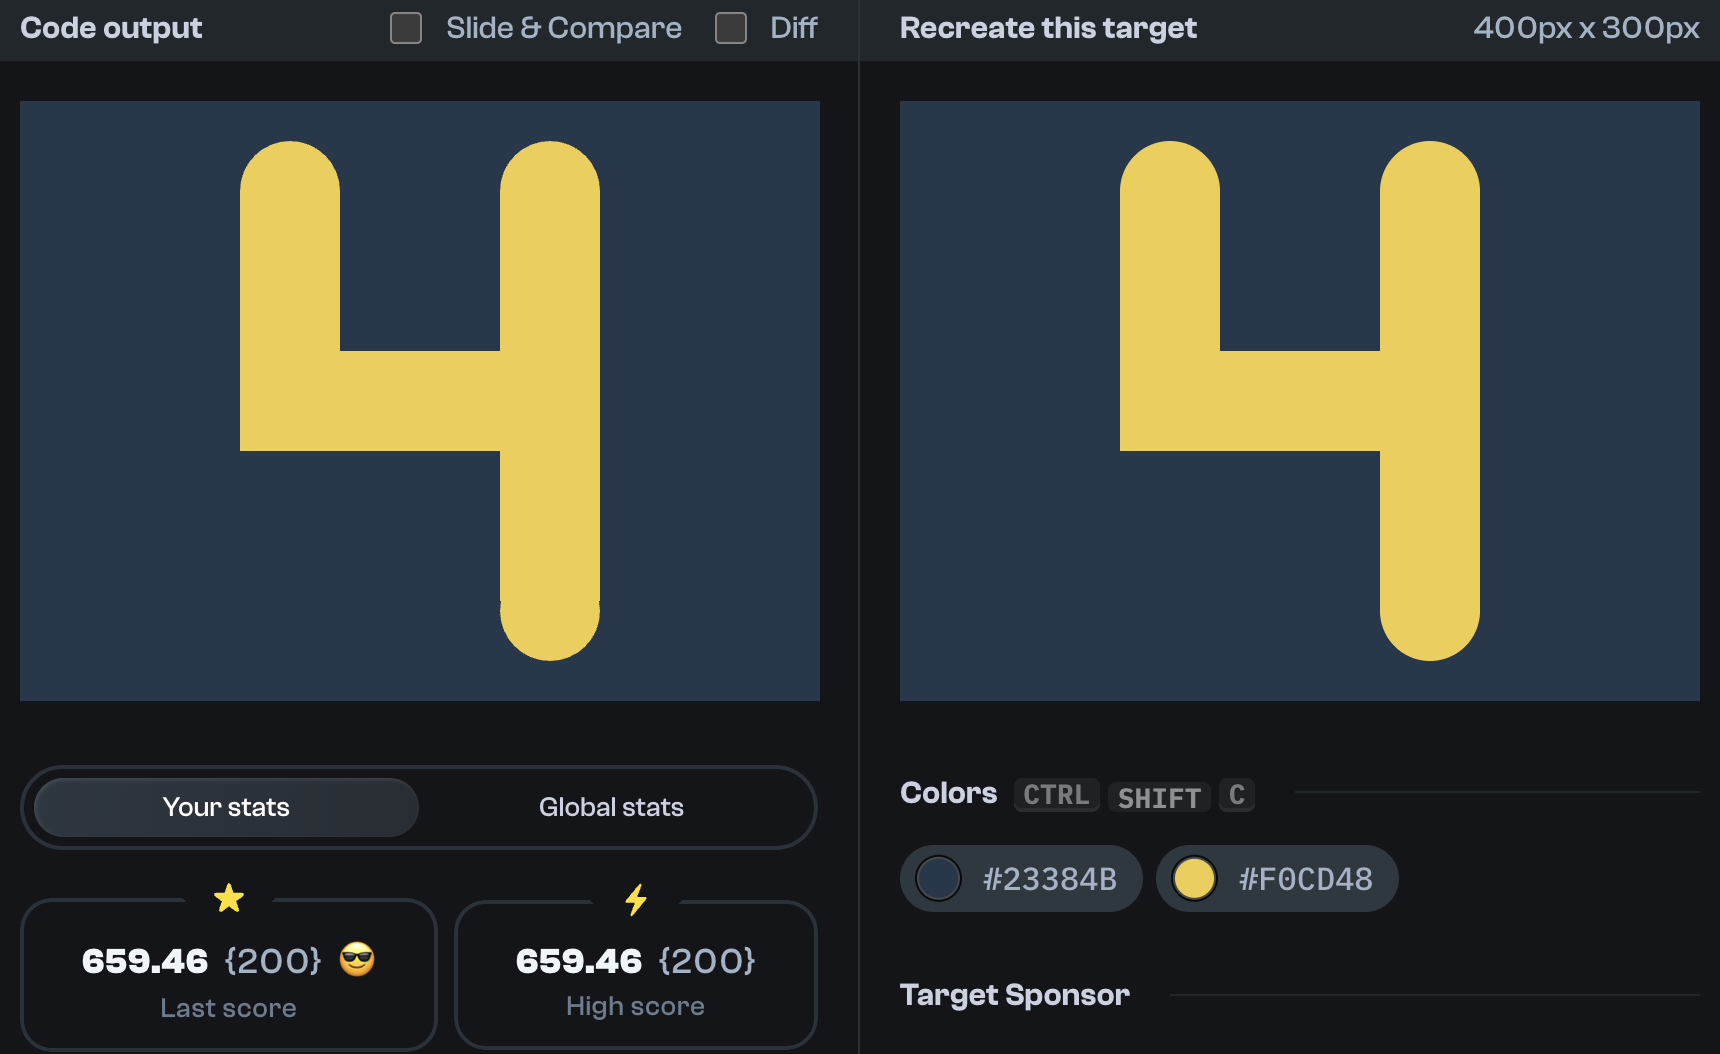 Code output
Slide & Compare
Diff
Recreate this target
400px x 300px
Your stats
Global stats
659.46 {200}
Last score
659.46 {200}
High score
Colors CTRL SHIFT C
#23384B
#F0CD48
Target Sponsor